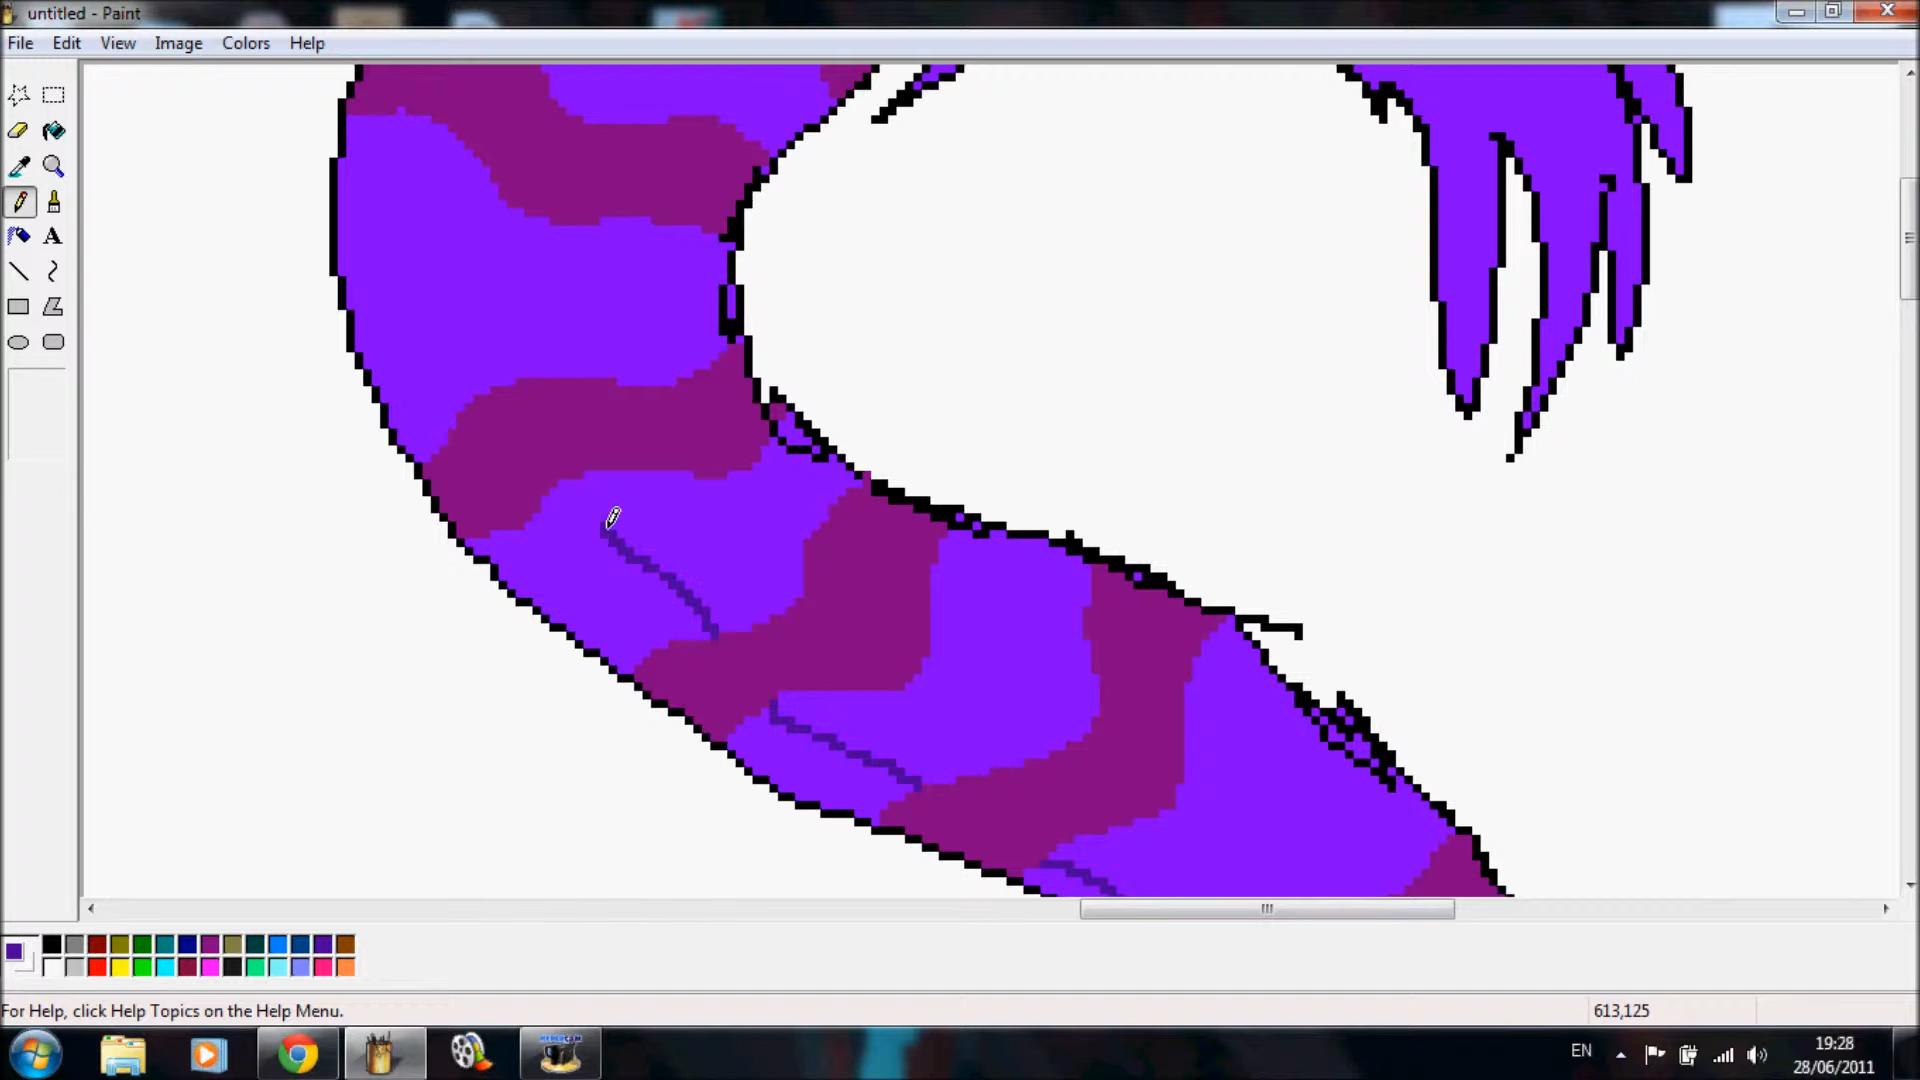 untitled - Paint
File Edit View Image Colors Help
A
For Help, click Help Topics on the Help Menu.
613,125
EN
19:28
28/06/2011